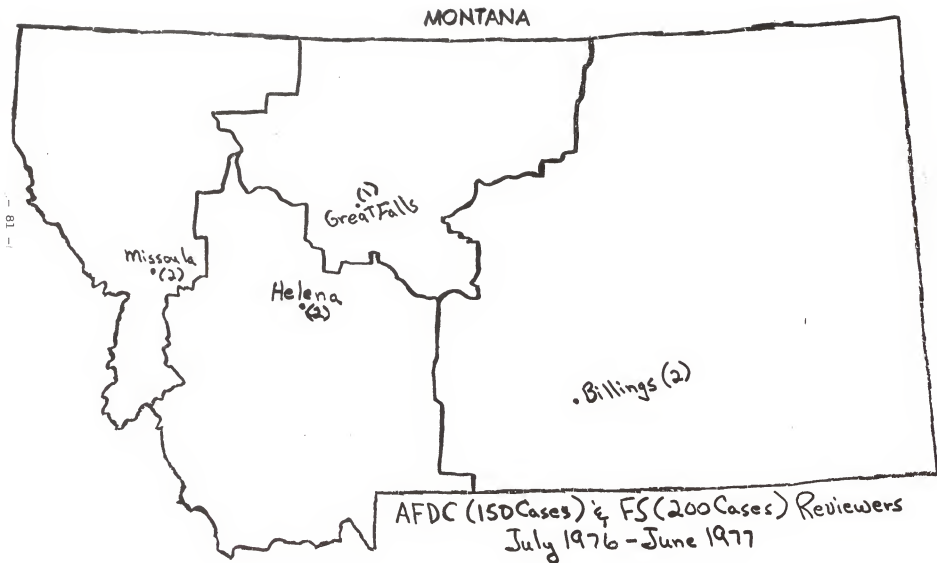 MONTANA
(1)
Great Falls
Missoula
(2)
Helena
(2)
Billings (2)
AFDC (150 Cases) & FS (200 Cases) Reviewers
July 1976 - June 1977
- 81 -